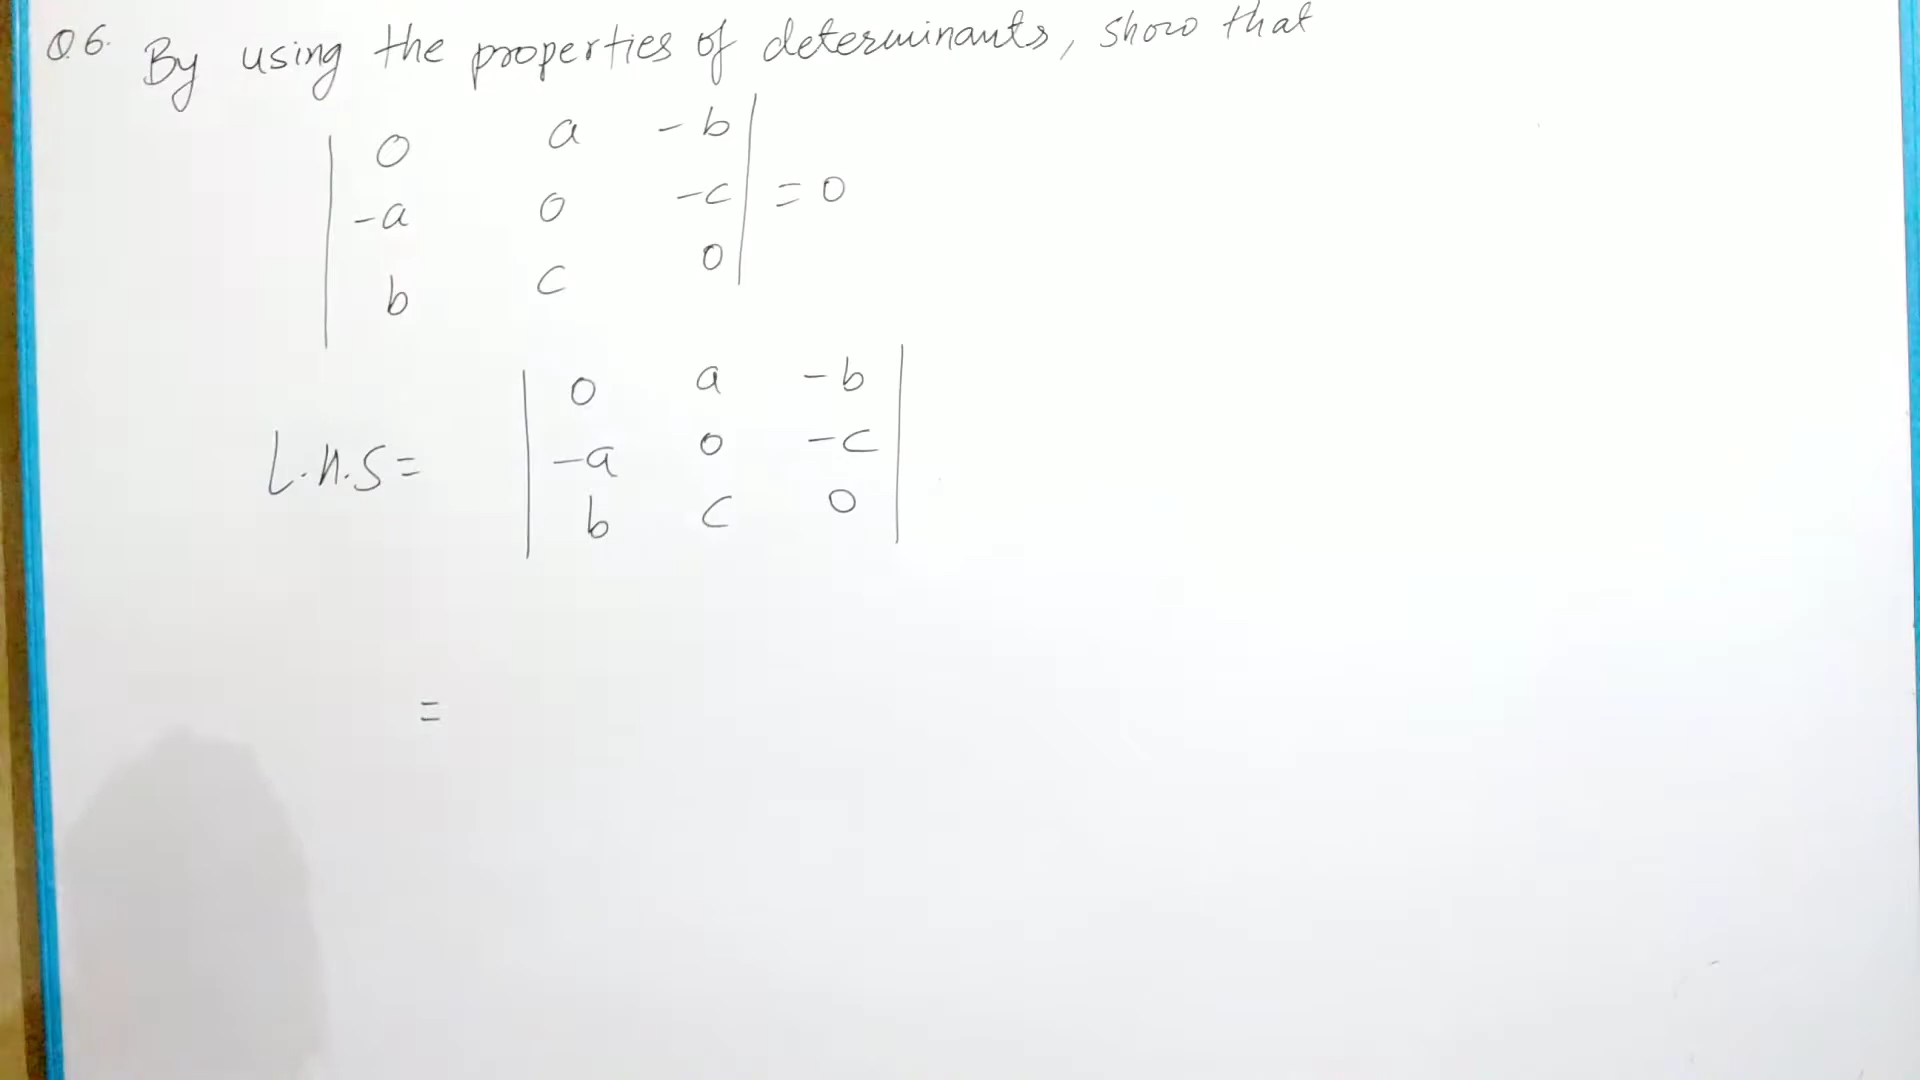 Q6. By using the properties of determinants, show that
| 0 a -b |
| -a 0 -c | = 0
| b c 0 |
L.H.S = | 0 a -b |
| -a 0 -c |
| b c 0 |
=